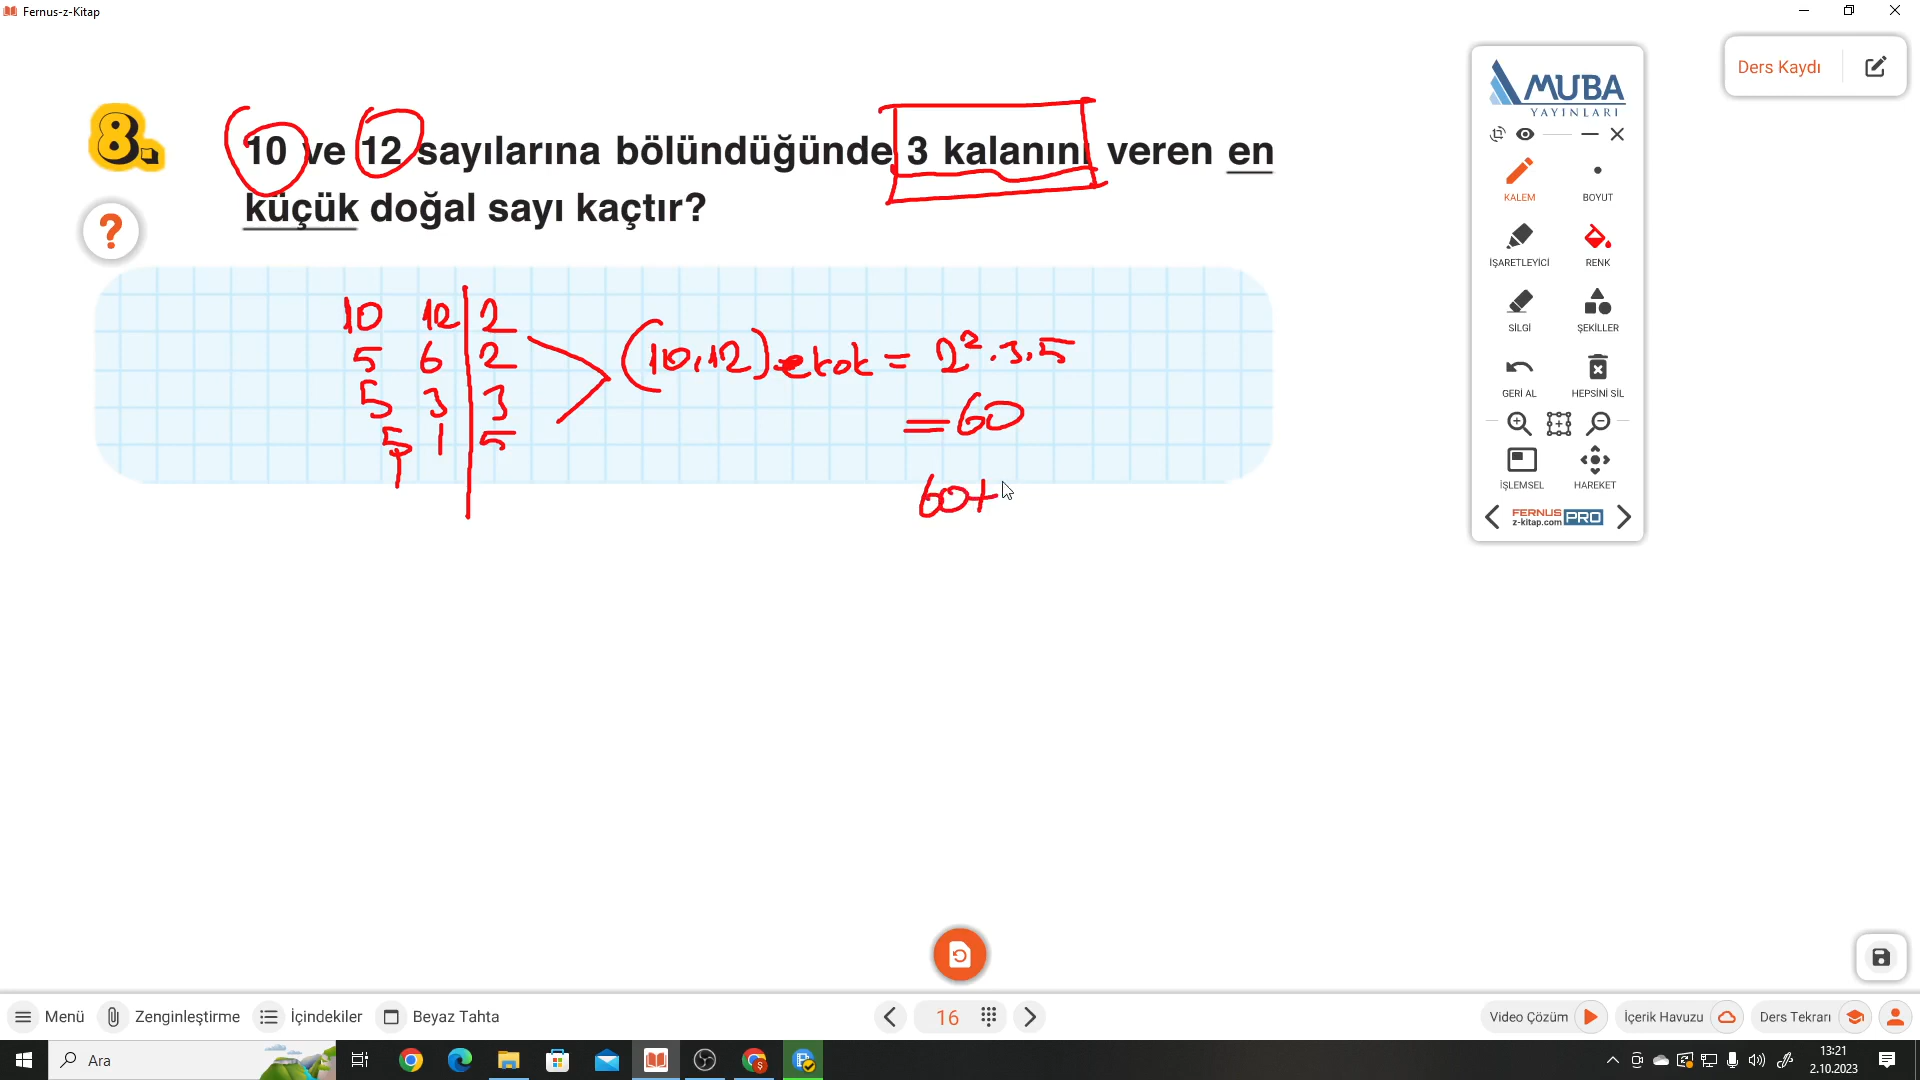 Fernus-z-Kitap
Ders Kaydı
MUBA
YAYINLARI
8.
10 ve 12 sayılarına bölündüğünde 3 kalanını veren en
küçük doğal sayı kaçtır?
?
KALEM BOYUT
İŞARETLEYİCİ RENK
SİLGİ ŞEKİLLER
GERİ AL HEPSİNİ SİL
İŞLEMSEL HAREKET
FERNUS
z-kitap.com PRO
10 12 2
5 6 2
5 3 3
5 1 5
1
(10,12)ekok = 2².3.5
= 60
60+
Menü Zenginleştirme İçindekiler Beyaz Tahta 16 Video Çözüm İçerik Havuzu Ders Tekrarı
Ara
13:21
2.10.2023